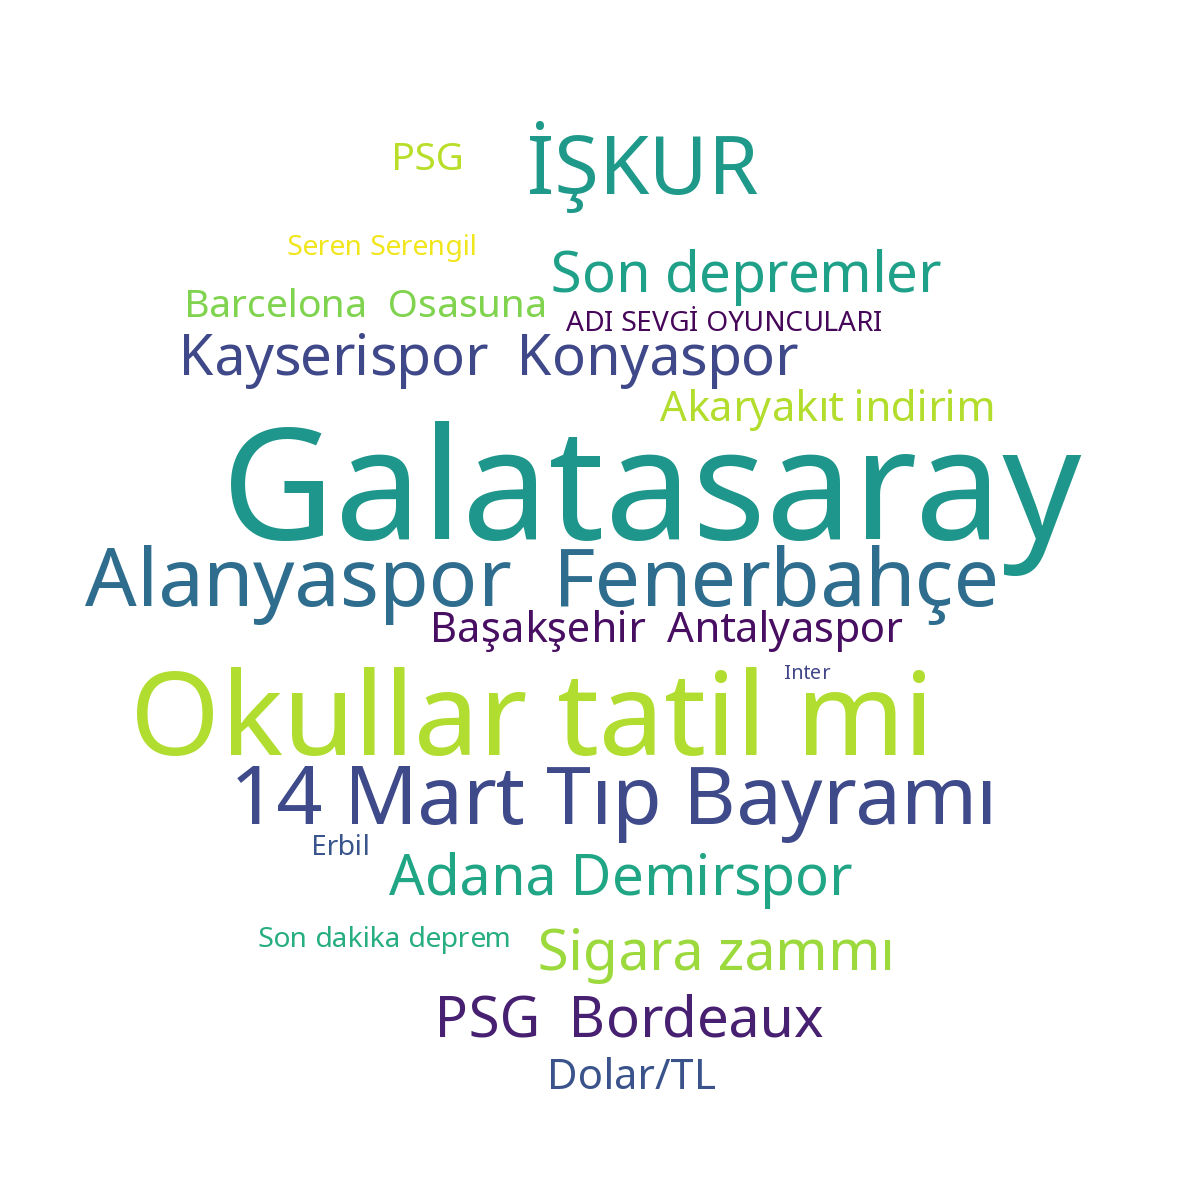 PSG
İŞKUR
Seren Serengil
Son depremler
Barcelona Osasuna
ADI SEVGİ OYUNCULARI
Kayserispor Konyaspor
Akaryakıt indirim
Galatasaray
Alanyaspor Fenerbahçe
Başakşehir Antalyaspor
Inter
Okullar tatil mi
14 Mart Tıp Bayramı
Erbil
Adana Demirspor
Son dakika deprem
Sigara zammı
PSG Bordeaux
Dolar/TL